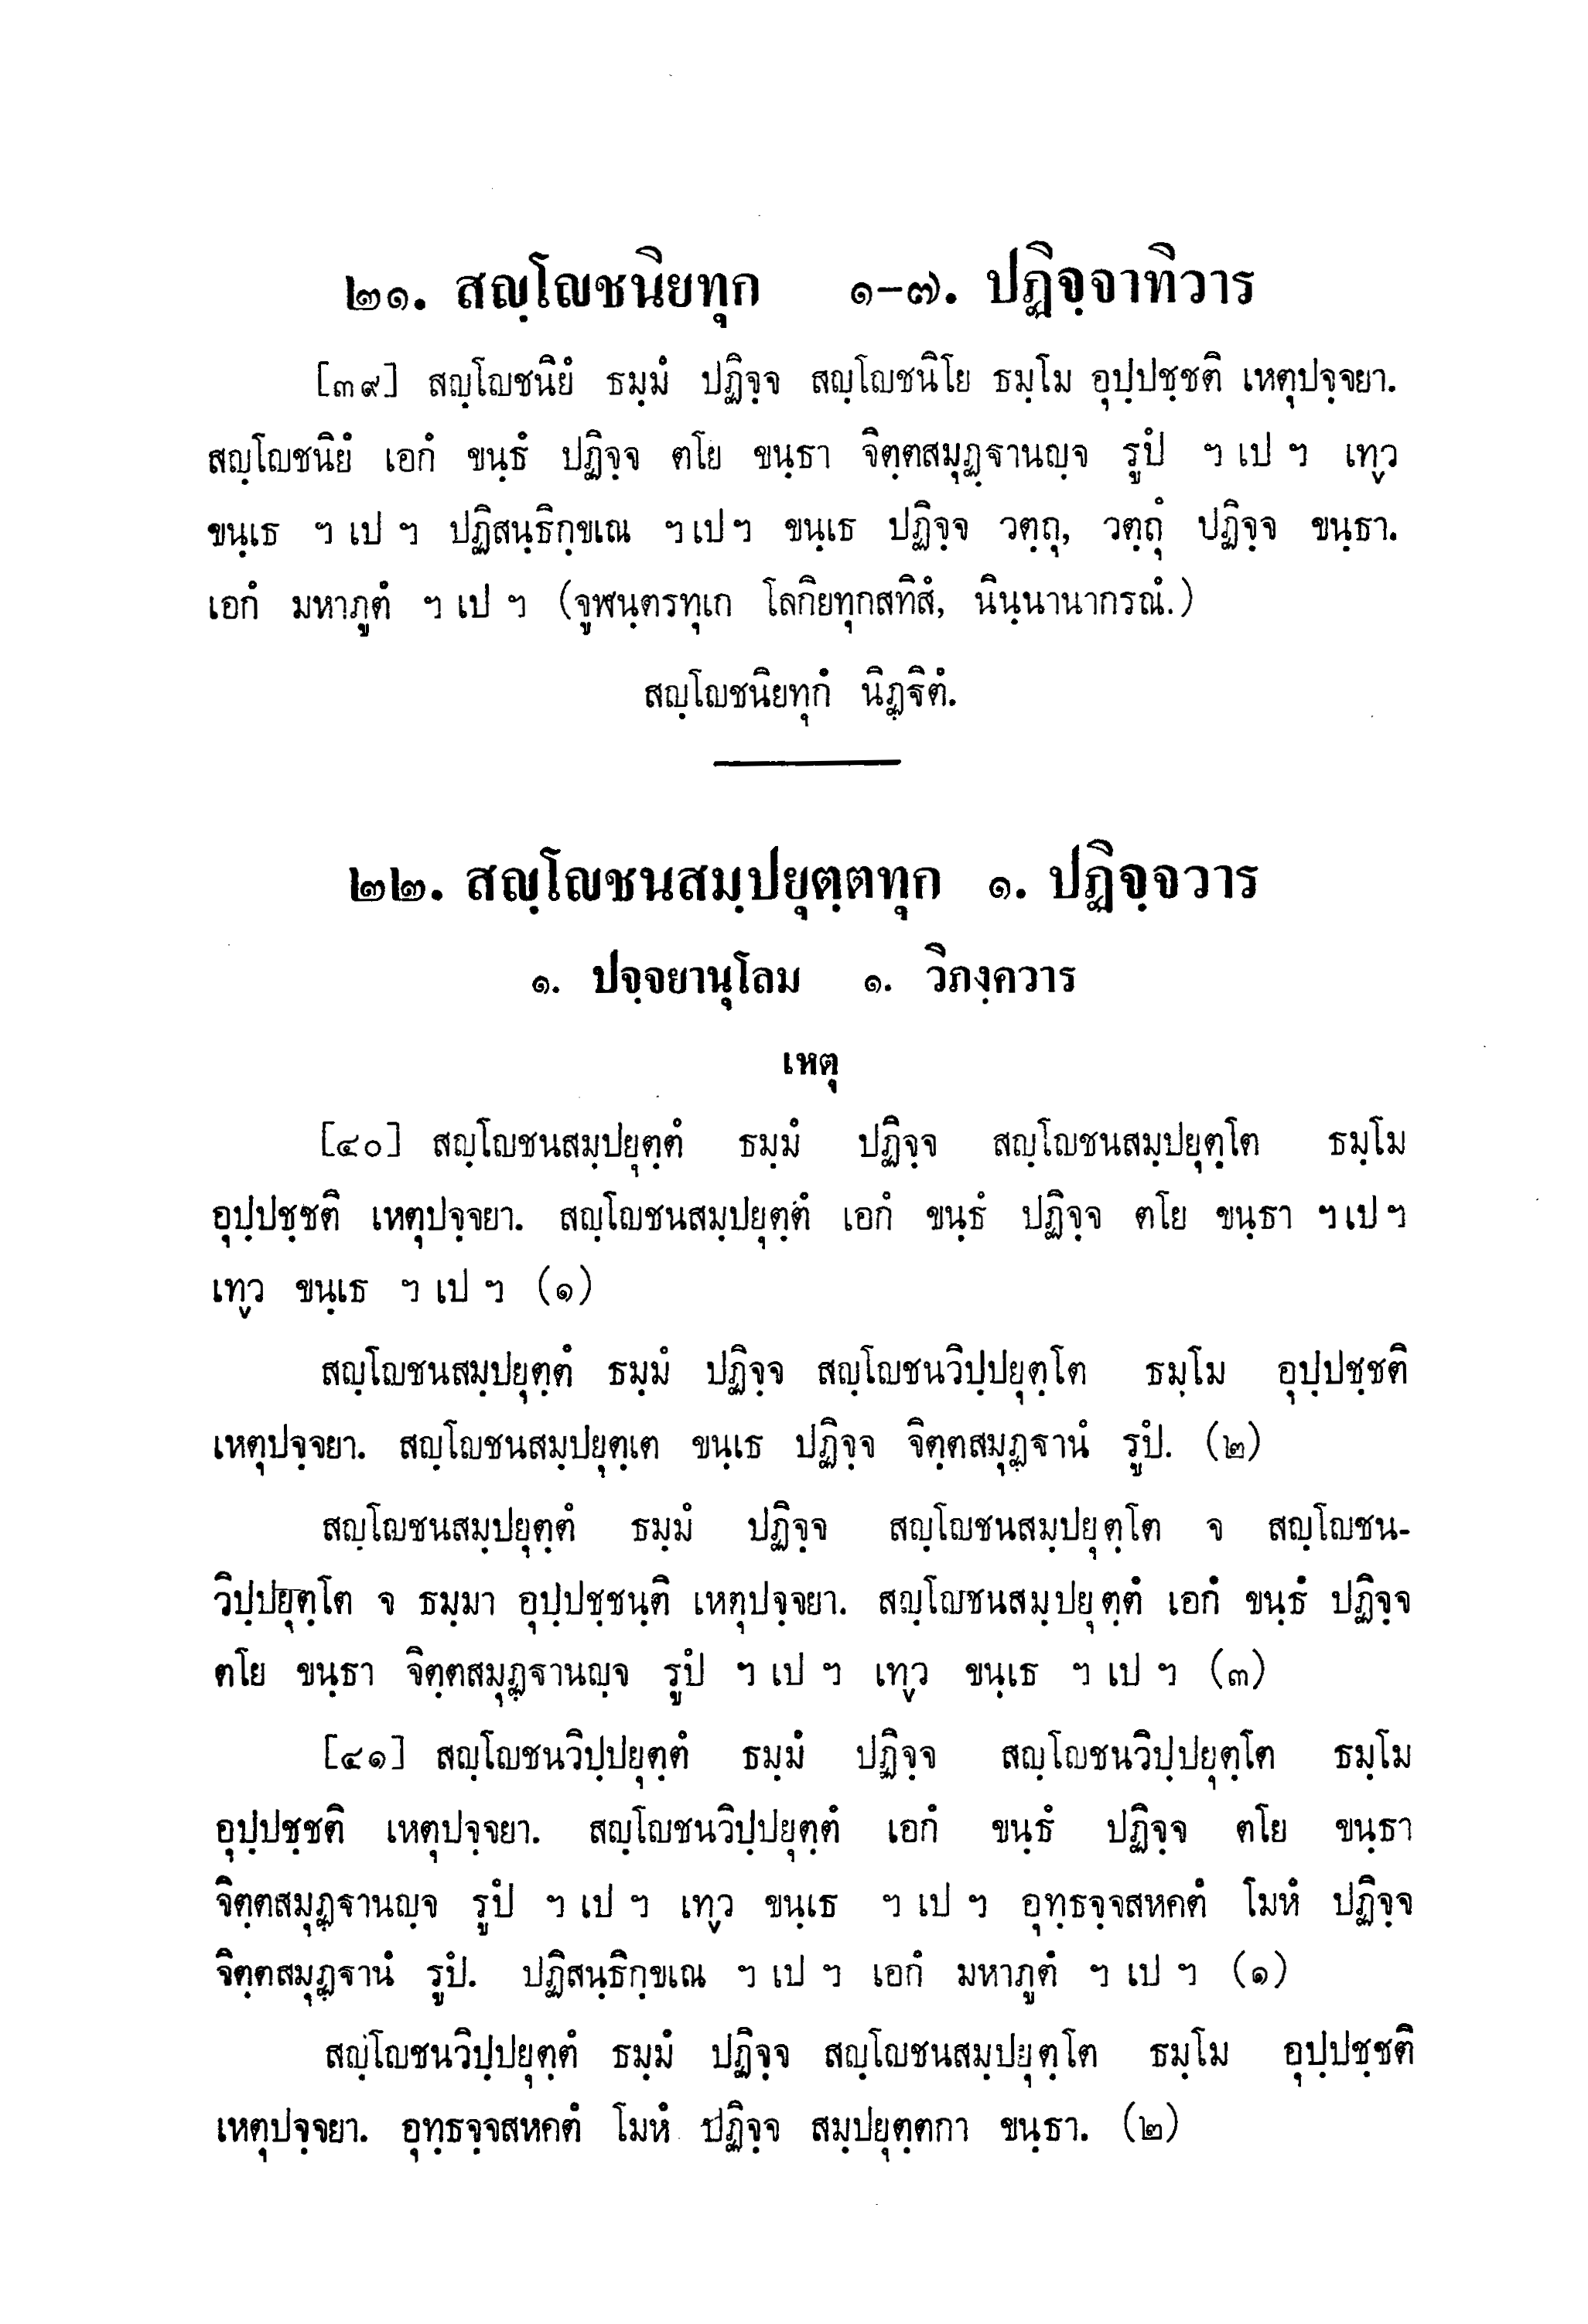 ๒๑. สญฺโญชนิยทุก ๑-๗. ปฏิจฺจาทิวาร
[๓๙] สญฺโญชนิยํ ธมฺมํ ปฏิจฺจ สญฺโญชนิโย ธมฺโม อุปฺปชฺชติ เหตุปจฺจยา.
สญฺโญชนิยํ เอกํ ขนฺธํ ปฏิจฺจ ตโย ขนฺธา จิตฺตสมุฏฺฐานญฺจ รูปํ ฯ เป ฯ เทฺว
ขนฺเธ ฯ เป ฯ ปฏิสนฺธิกฺขเณ ฯ เป ฯ ขนฺเธ ปฏิจฺจ วตฺถุ, วตฺถุํ ปฏิจฺจ ขนฺธา.
เอกํ มหาภูตํ ฯ เป ฯ (จูฬนฺตรทุเก โลกิยทุกสทิสํ, นินฺนานากรณํ.)
สญฺโญชนิยทุกํ นิฏฺฐิตํ.
๒๒. สญฺโญชนสมฺปยุตฺตทุก ๑. ปฏิจฺจวาร
๑. ปจฺจยานุโลม ๑. วิภงฺควาร
เหตุ
[๔๐] สญฺโญชนสมฺปยุตฺตํ ธมฺมํ ปฏิจฺจ สญฺโญชนสมฺปยุตฺโต ธมฺโม
อุปฺปชฺชติ เหตุปจฺจยา. สญฺโญชนสมฺปยุตฺตํ เอกํ ขนฺธํ ปฏิจฺจ ตโย ขนฺธา ฯ เป ฯ
เทฺว ขนฺเธ ฯ เป ฯ (๑)
สญฺโญชนสมฺปยุตฺตํ ธมฺมํ ปฏิจฺจ สญฺโญชนวิปฺปยุตฺโต ธมฺโม อุปฺปชฺชติ
เหตุปจฺจยา. สญฺโญชนสมฺปยุตฺเต ขนฺเธ ปฏิจฺจ จิตฺตสมุฏฺฐานํ รูปํ. (๒)
สญฺโญชนสมฺปยุตฺตํ ธมฺมํ ปฏิจฺจ สญฺโญชนสมฺปยุตฺโต จ สญฺโญชน-
วิปฺปยุตฺโต จ ธมฺมา อุปฺปชฺชนฺติ เหตุปจฺจยา. สญฺโญชนสมฺปยุตฺตํ เอกํ ขนฺธํ ปฏิจฺจ
ตโย ขนฺธา จิตฺตสมุฏฺฐานญฺจ รูปํ ฯ เป ฯ เทฺว ขนฺเธ ฯ เป ฯ (๓)
[๔๑] สญฺโญชนวิปฺปยุตฺตํ ธมฺมํ ปฏิจฺจ สญฺโญชนวิปฺปยุตฺโต ธมฺโม
อุปฺปชฺชติ เหตุปจฺจยา. สญฺโญชนวิปฺปยุตฺตํ เอกํ ขนฺธํ ปฏิจฺจ ตโย ขนฺธา
จิตฺตสมุฏฺฐานญฺจ รูปํ ฯ เป ฯ เทฺว ขนฺเธ ฯ เป ฯ อุทฺธจฺจสหคตํ โมหํ ปฏิจฺจ
จิตฺตสมุฏฺฐานํ รูปํ. ปฏิสนฺธิกฺขเณ ฯ เป ฯ เอกํ มหาภูตํ ฯ เป ฯ (๑)
สญฺโญชนวิปฺปยุตฺตํ ธมฺมํ ปฏิจฺจ สญฺโญชนสมฺปยุตฺโต ธมฺโม อุปฺปชฺชติ
เหตุปจฺจยา. อุทฺธจฺจสหคตํ โมหํ ปฏิจฺจ สมฺปยุตฺตกา ขนฺธา. (๒)